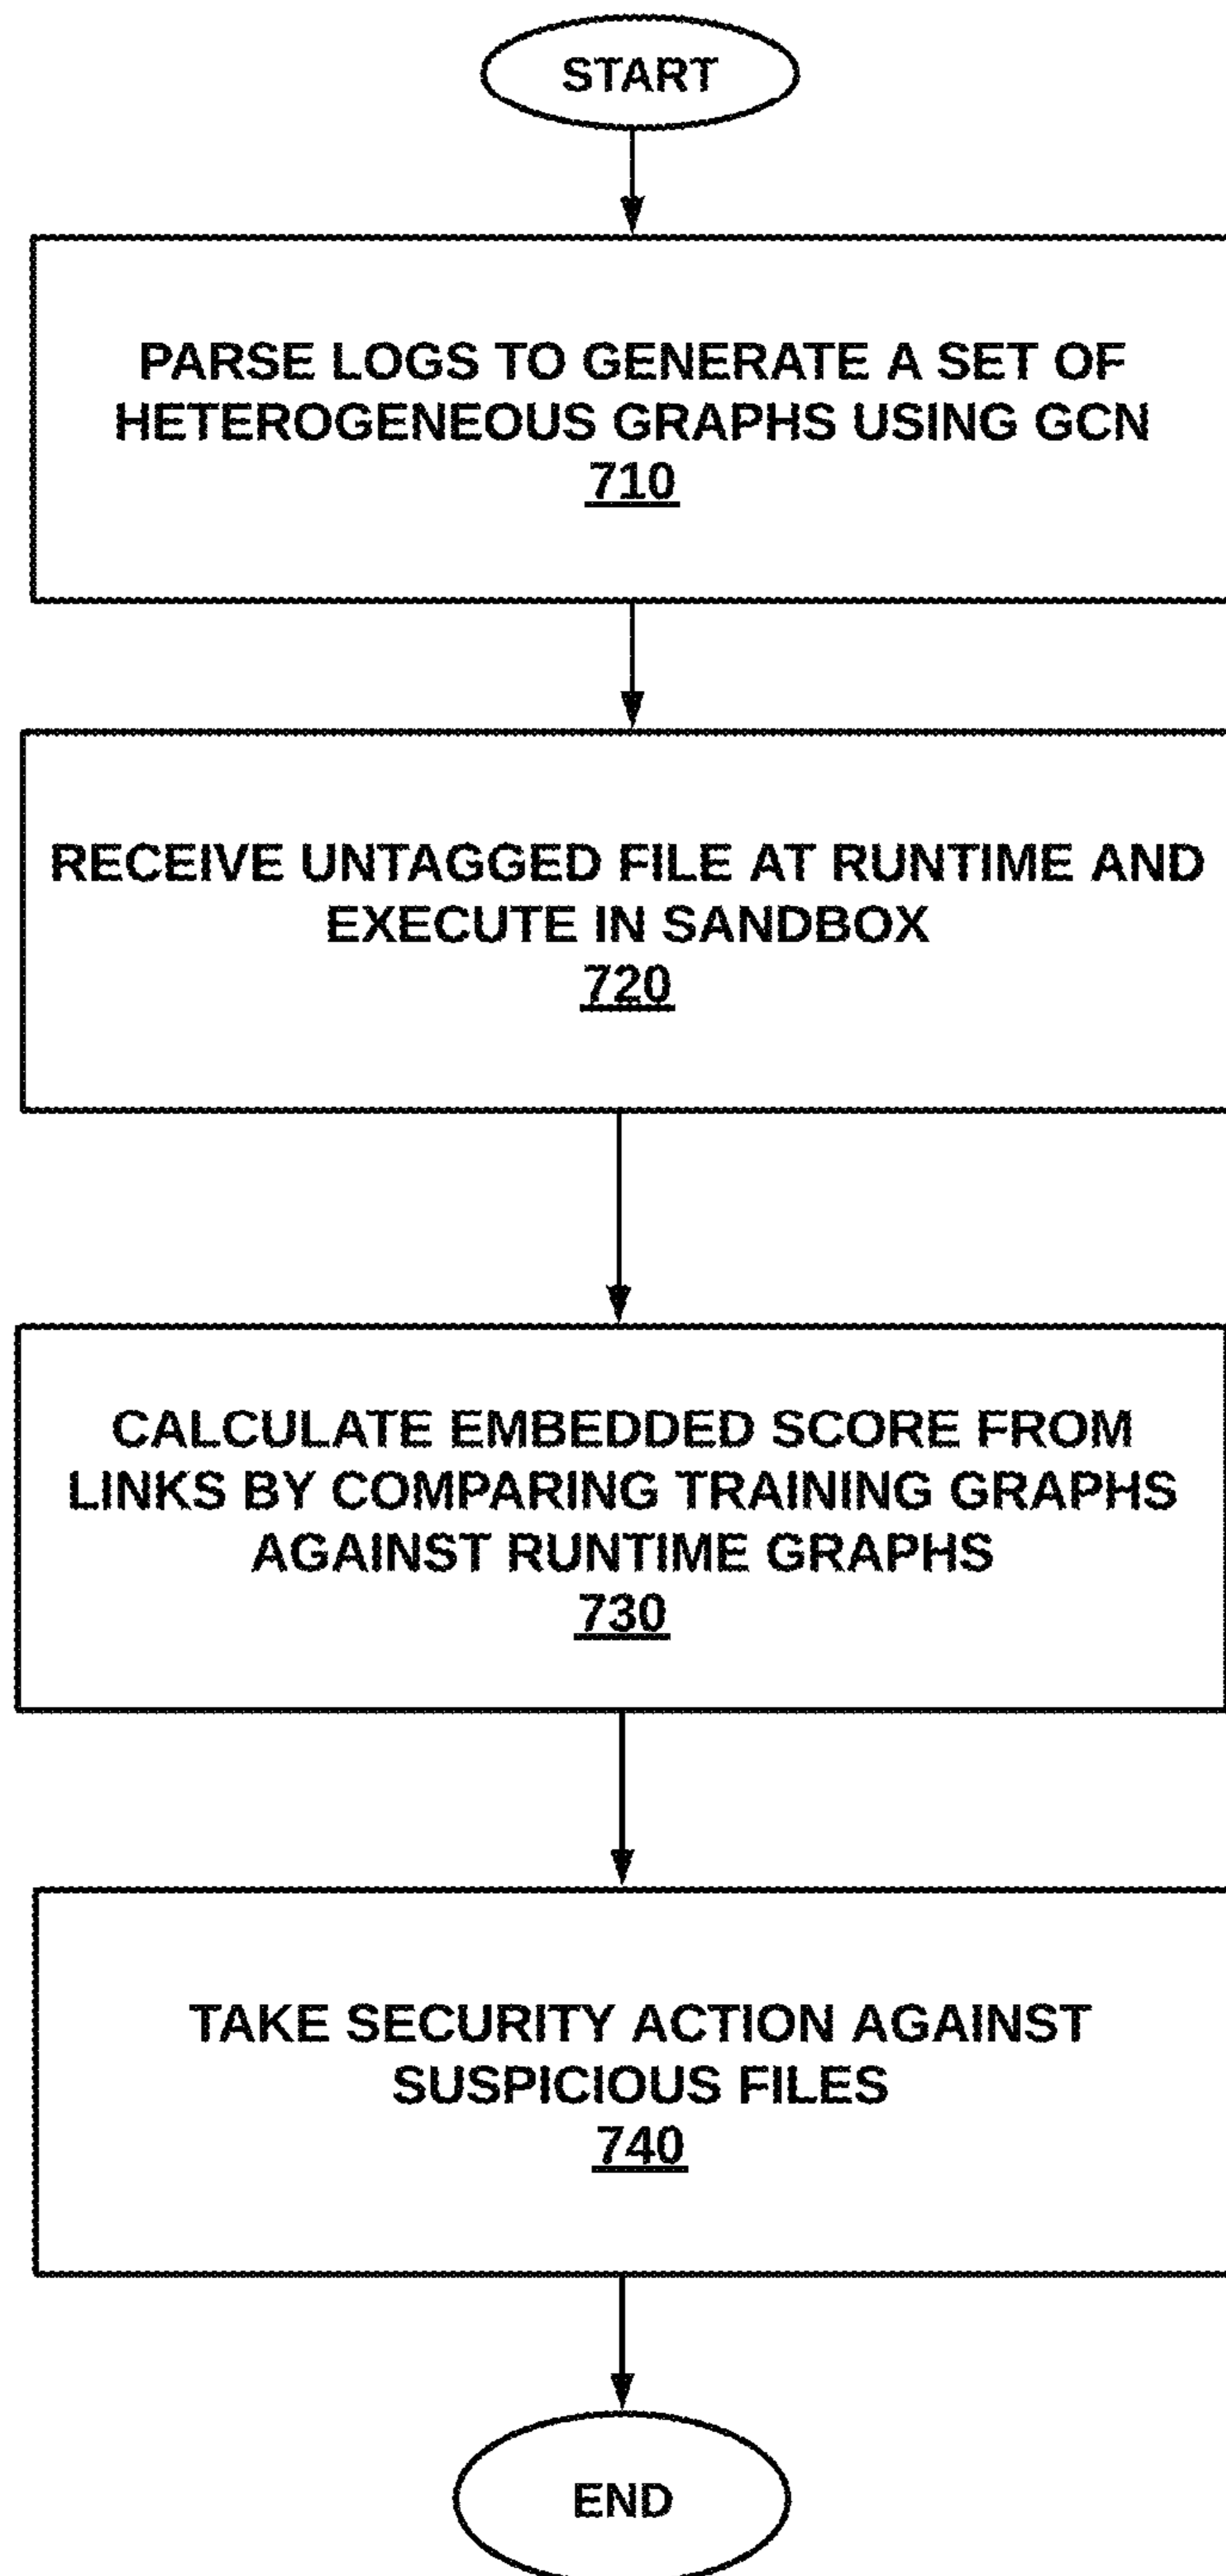 START
PARSE LOGS TO GENERATE A SET OF
HETEROGENEOUS GRAPHS USING GCN
710
RECEIVE UNTAGGED FILE AT RUNTIME AND
EXECUTE IN SANDBOX
720
CALCULATE EMBEDDED SCORE FROM
LINKS BY COMPARING TRAINING GRAPHS
AGAINST RUNTIME GRAPHS
730
TAKE SECURITY ACTION AGAINST
SUSPICIOUS FILES
740
END